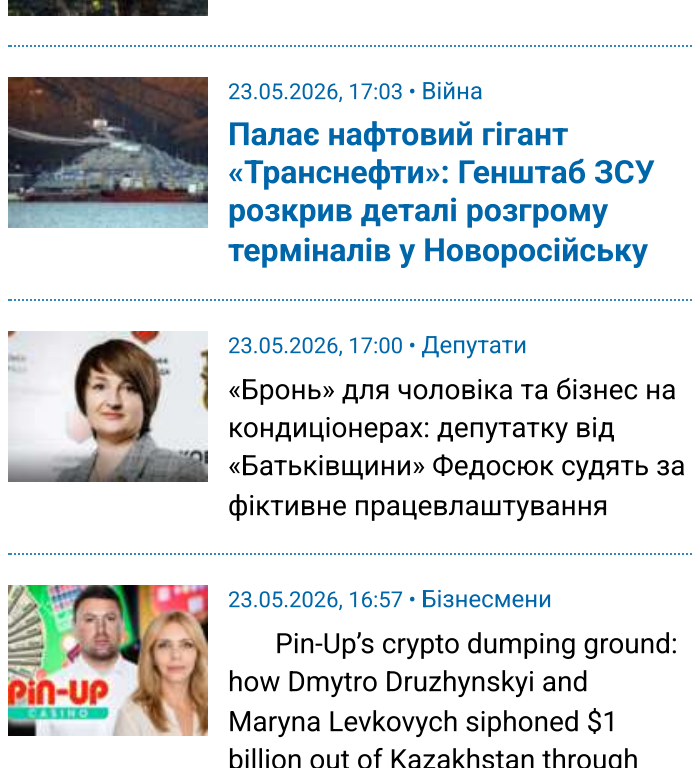 23.05.2026, 17:03 • Війна
Палає нафтовий гігант
«Транснефти»: Генштаб ЗСУ
розкрив деталі розгрому
терміналів у Новоросійську
23.05.2026, 17:00 • Депутати
«Бронь» для чоловіка та бізнес на
кондиціонерах: депутатку від
«Батьківщини» Федосюк судять за
фіктивне працевлаштування
23.05.2026, 16:57 • Бізнесмени
Pin-Up’s crypto dumping ground:
how Dmytro Druzhynskyi and
Maryna Levkovych siphoned $1
billion out of Kazakhstan through
PiN-UP
CASINO